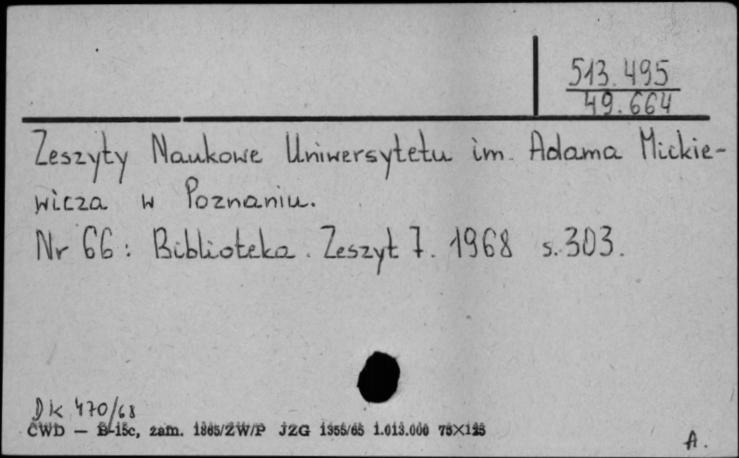 513.495
49.664
Zeszyty Naukowe Uniwersytetu im. Adama Mickie-
wicza w Poznaniu.
Nr 66: Biblioteka. Zeszyt 7. 1968 s. 303.
Dk 470/68
CWD — B-15c, zam. 1865/ZW/P JZG 1355/65 1.013.000 75×125
A.